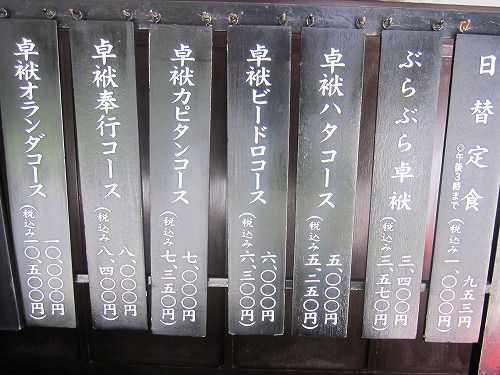 日替定食
㊟午後3時まで
九五三円
(税込み一、〇〇〇円)
ぶらぶら卓袱
三、四〇〇円
(税込み三、五七〇円)
卓袱ハタコース
五、〇〇〇円
(税込み五、二五〇円)
卓袱ビードロコース
六、〇〇〇円
(税込み六、三〇〇円)
卓袱カピタンコース
七、〇〇〇円
(税込み七、三五〇円)
卓袱奉行コース
八、〇〇〇円
(税込み八、四〇〇円)
卓袱オランダコース
一〇、〇〇〇円
(税込み一〇、五〇〇円)